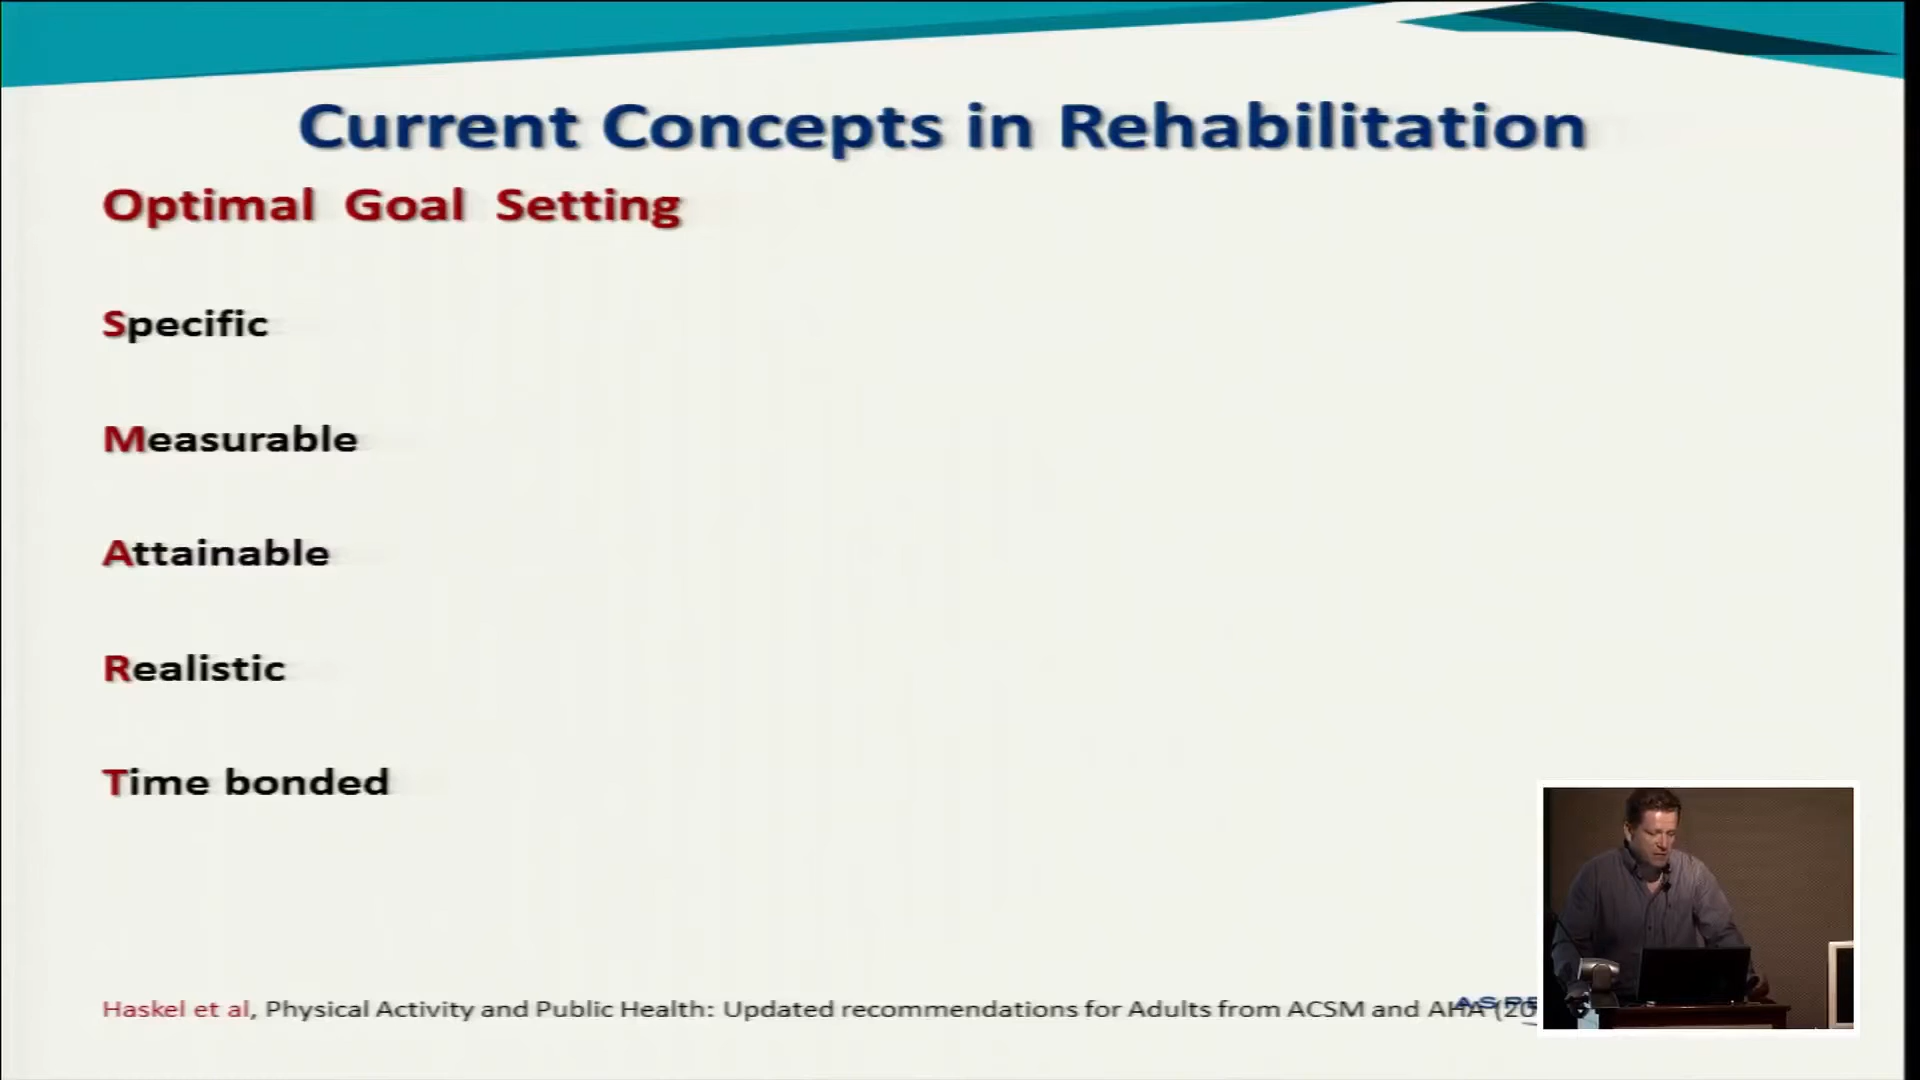 Current Concepts in Rehabilitation
Optimal Goal Setting
Specific
Measurable
Attainable
Realistic
Time bonded
Haskel et al, Physical Activity and Public Health: Updated recommendations for Adults from ACSM and AHA (20